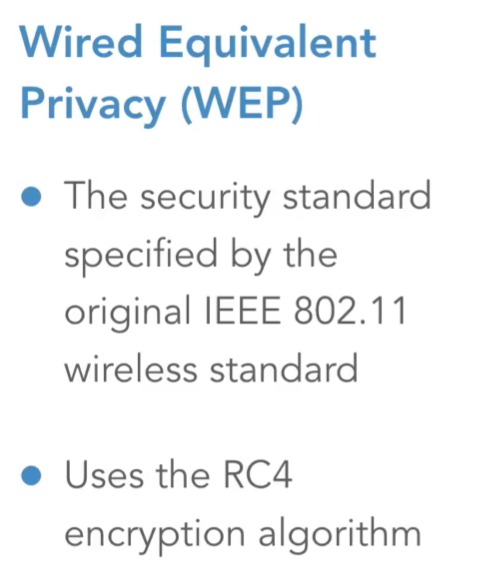 Wired Equivalent
Privacy (WEP)
• The security standard
specified by the
original IEEE 802.11
wireless standard
• Uses the RC4
encryption algorithm